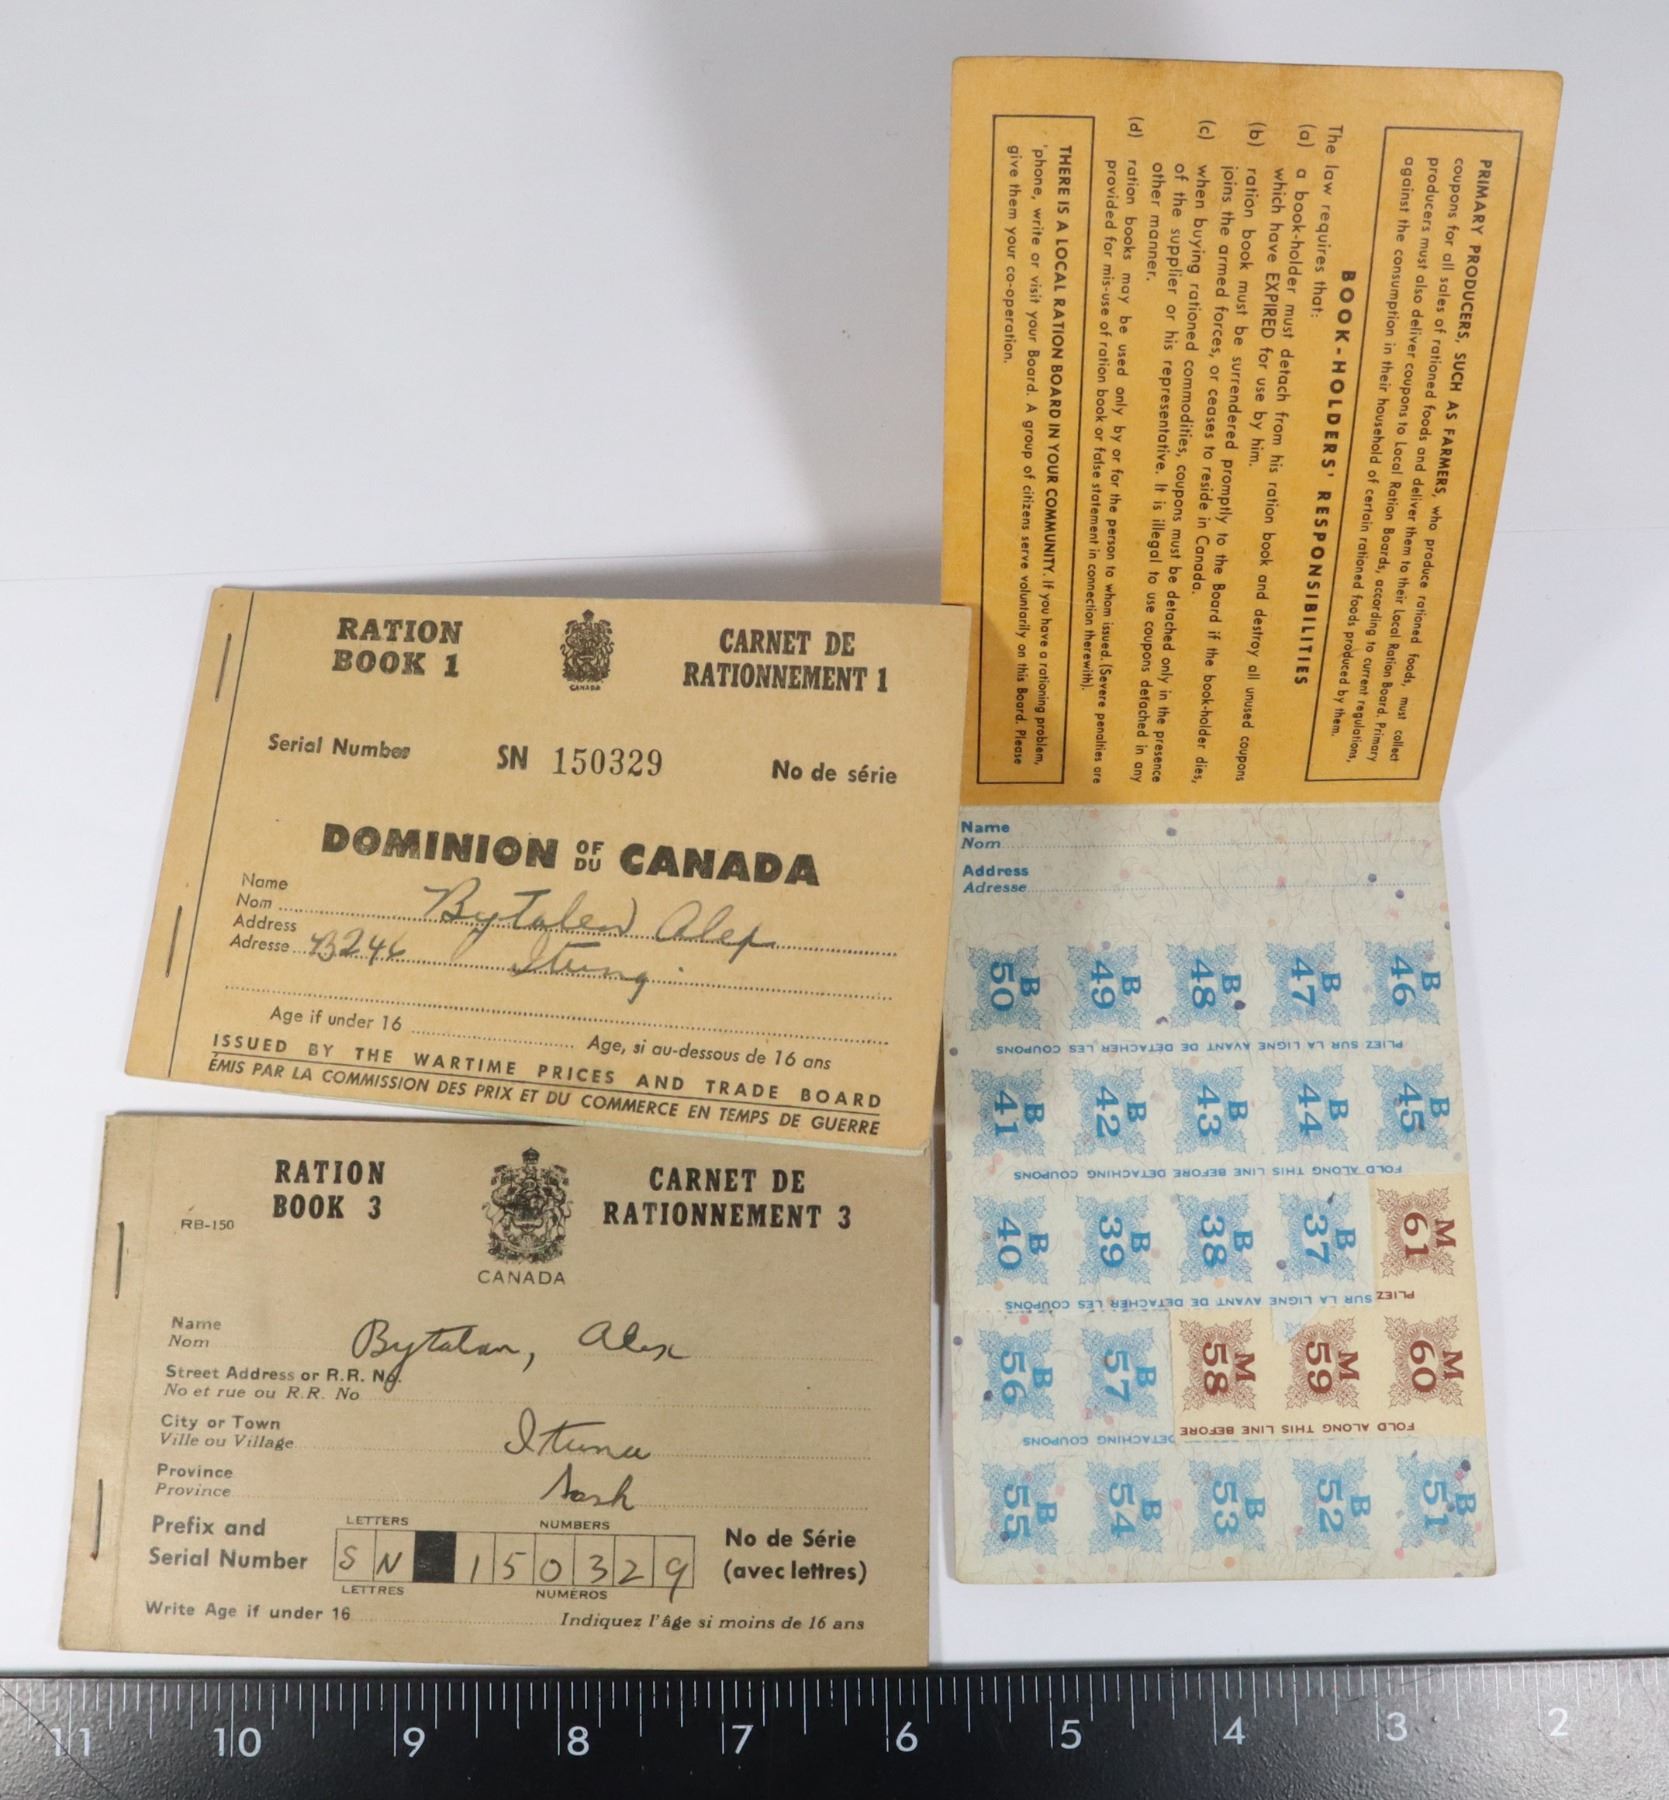 RATION
BOOK 1
CANADA
CARNET DE
RATIONNEMENT 1
Serial Number SN 150329 No de série
DOMINION OF DU CANADA
Name
Nom
Address
Adresse B246
Age if under 16 Age, si au-dessous de 16 ans
ISSUED BY THE WARTIME PRICES AND TRADE BOARD
ÉMIS PAR LA COMMISSION DES PRIX ET DU COMMERCE EN TEMPS DE GUERRE
RB-150
RATION
BOOK 3
CANADA
CARNET DE
RATIONNEMENT 3
Name
Nom Bytalan, Alex
Street Address or R.R. No.
No et rue ou R.R. No
City or Town
Ville ou Village Ituna
Province
Province Sask
Prefix and
Serial Number
LETTERS NUMBERS
S N 1 5 0 3 2 9
LETTRES NUMÉROS
No de Série
(avec lettres)
Write Age if under 16 Indiquez l'âge si moins de 16 ans
PRIMARY PRODUCERS, SUCH AS FARMERS, who produce rationed foods, must collect
coupons for all sales of rationed foods and deliver them to their Local Ration Board. Primary
producers must also deliver coupons to Local Ration Boards, according to current regulations,
against the consumption in their household of certain rationed foods produced by them.
BOOK-HOLDERS' RESPONSIBILITIES
The law requires that:
(a) a book-holder must detach from his ration book and destroy all unused coupons
which have EXPIRED for use by him.
(b) ration book must be surrendered promptly to the Board if the book-holder dies,
joins the armed forces, or ceases to reside in Canada.
(c) when buying rationed commodities, coupons must be detached only in the presence
of the supplier or his representative. It is illegal to use coupons detached in any
other manner.
(d) ration books may be used only by or for the person to whom issued. (Severe penalties are
provided for mis-use of ration book or false statement in connection therewith).
THERE IS A LOCAL RATION BOARD IN YOUR COMMUNITY. If you have a rationing problem,
'phone, write or visit your Board. A group of citizens serve voluntarily on this Board. Please
give them your co-operation.
Name
Nom
Address
Adresse
B 50 B 49 B 48 B 47 B 46
PLIEZ SUR LA LIGNE AVANT DE DETACHER LES COUPONS
B 41 B 42 B 43 B 44 B 45
FOLD ALONG THIS LINE BEFORE DETACHING COUPONS
B 40 B 39 B 38 B 37 M 61
PLIEZ SUR LA LIGNE AVANT DE DETACHER LES COUPONS
B 56 B 57 M 58 M 59 M 60
FOLD ALONG THIS LINE BEFORE DETACHING COUPONS
B 55 B 54 B 53 B 52 B 51
11 10 9 8 7 6 5 4 3 2